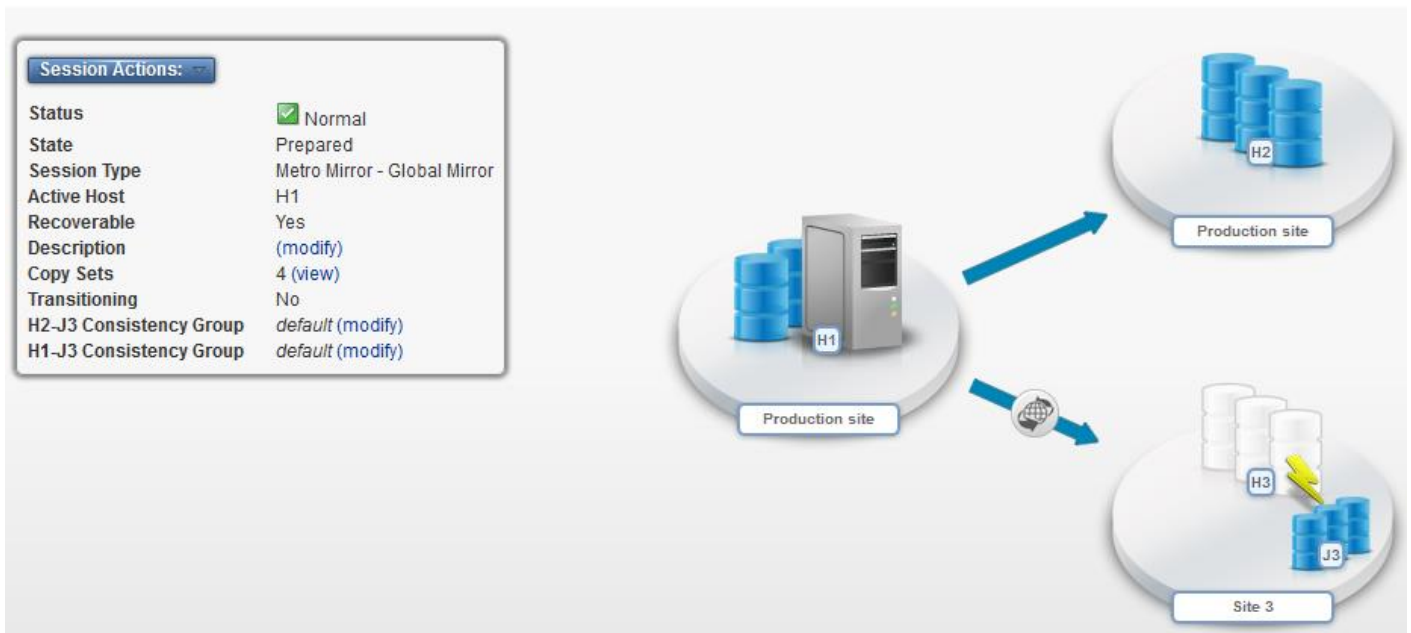 Session Actions:
Status Normal
State Prepared
Session Type Metro Mirror - Global Mirror
Active Host H1
Recoverable Yes
Description (modify)
Copy Sets 4 (view)
Transitioning No
H2-J3 Consistency Group default (modify)
H1-J3 Consistency Group default (modify)
H2
Production site
H1
Production site
H3
J3
Site 3